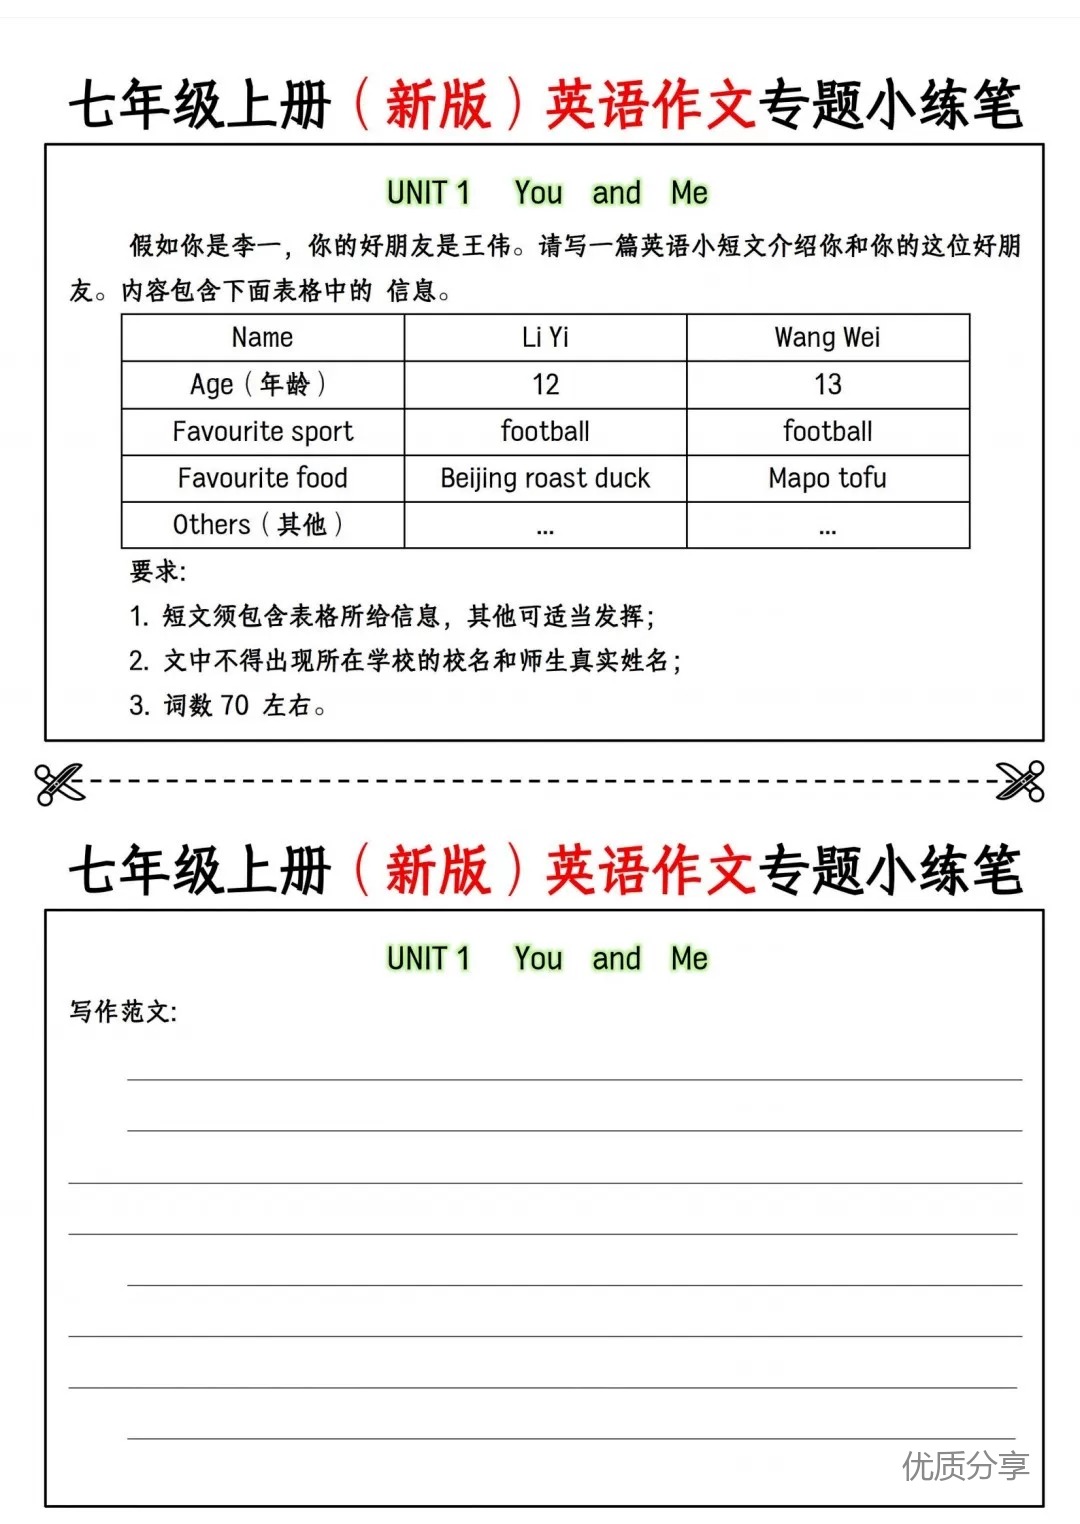 七年级上册（新版）英语作文专题小练笔
UNIT 1 You and Me
假如你是李一，你的好朋友是王伟。请写一篇英语小短文介绍你和你的这位好朋
友。内容包含下面表格中的 信息。
Name Li Yi Wang Wei
Age（年龄） 12 13
Favourite sport football football
Favourite food Beijing roast duck Mapo tofu
Others（其他） ... ...
要求:
1. 短文须包含表格所给信息，其他可适当发挥；
2. 文中不得出现所在学校的校名和师生真实姓名；
3. 词数 70 左右。
七年级上册（新版）英语作文专题小练笔
UNIT 1 You and Me
写作范文:
优质分享